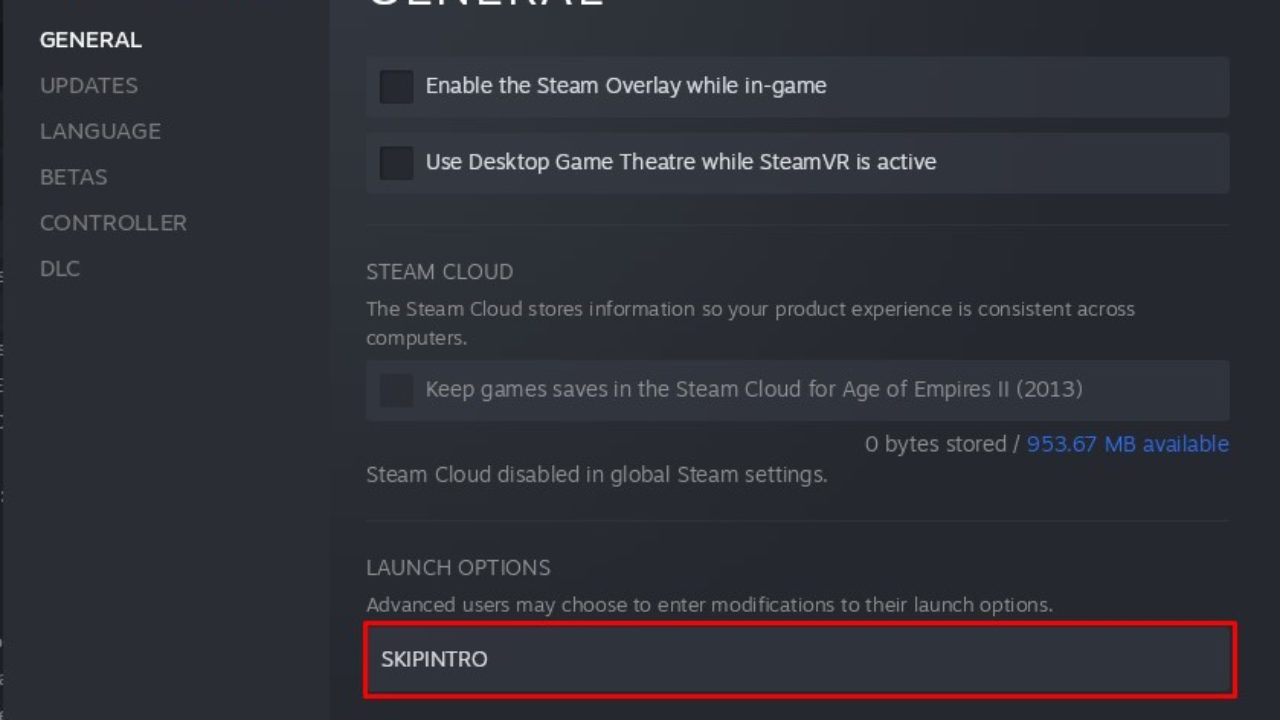 GENERAL
GENERAL
UPDATES
LANGUAGE
BETAS
CONTROLLER
DLC
Enable the Steam Overlay while in-game
Use Desktop Game Theatre while SteamVR is active
STEAM CLOUD
The Steam Cloud stores information so your product experience is consistent across
computers.
Keep games saves in the Steam Cloud for Age of Empires II (2013)
0 bytes stored / 953.67 MB available
Steam Cloud disabled in global Steam settings.
LAUNCH OPTIONS
Advanced users may choose to enter modifications to their launch options.
SKIPINTRO